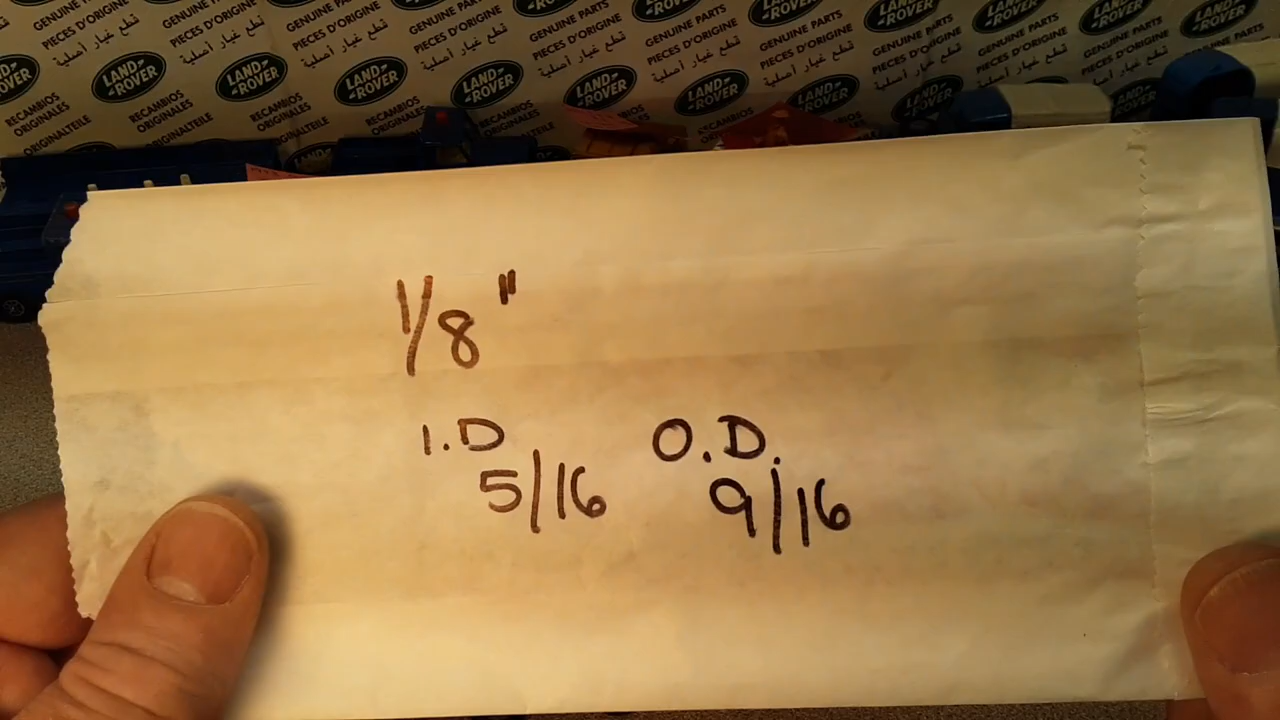 GENUINE PARTS
PIECES D'ORIGINE
قطع غيار أصلية
LAND ROVER
RECAMBIOS ORIGINALES
ORIGINALTEILE
1/8"
I.D O.D.
5/16 9/16